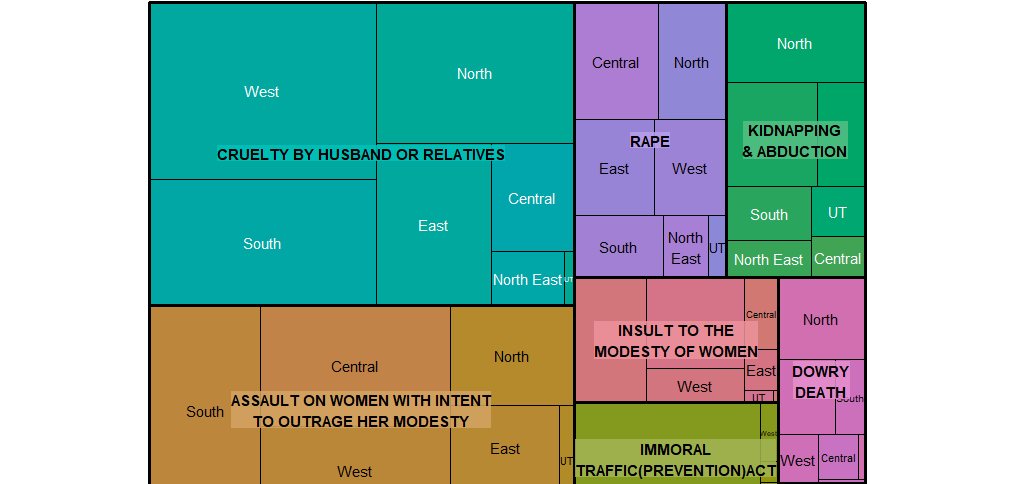 West
North
CRUELTY BY HUSBAND OR RELATIVES
South
East
Central
North East
UT
Central
North
RAPE
East
West
South
North
East
UT
North
KIDNAPPING
& ABDUCTION
South
UT
North East
Central
South
Central
North
ASSAULT ON WOMEN WITH INTENT
TO OUTRAGE HER MODESTY
West
East
UT
Central
INSULT TO THE
MODESTY OF WOMEN
West
East
UT
West
IMMORAL
TRAFFIC(PREVENTION)ACT
North
DOWRY
DEATH
South
West
Central